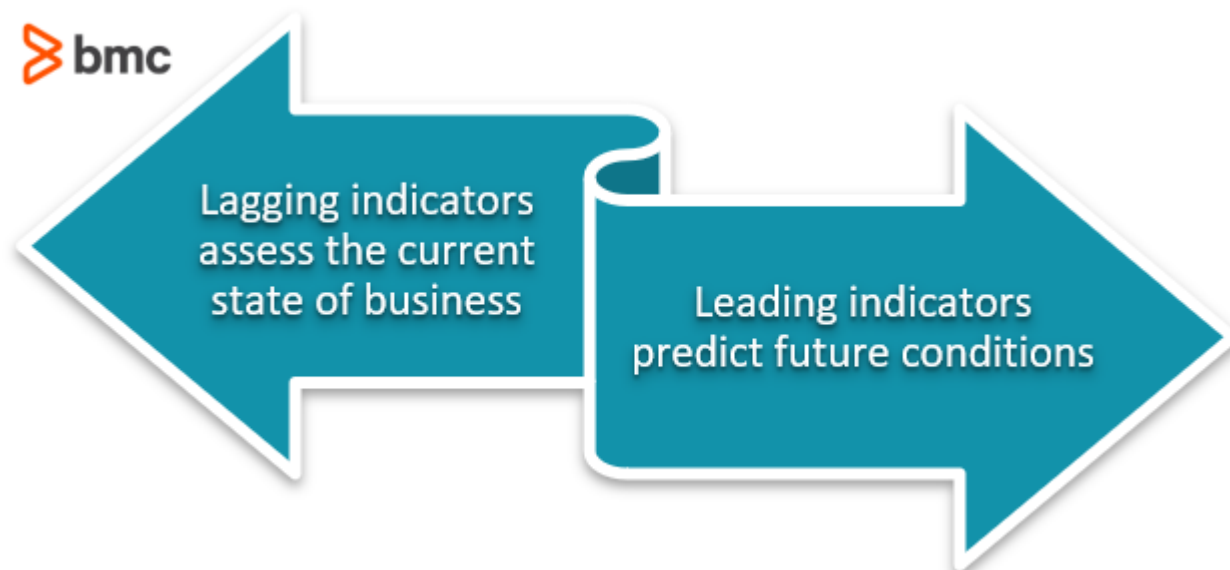 bmc
Lagging indicators
assess the current
state of business
Leading indicators
predict future conditions